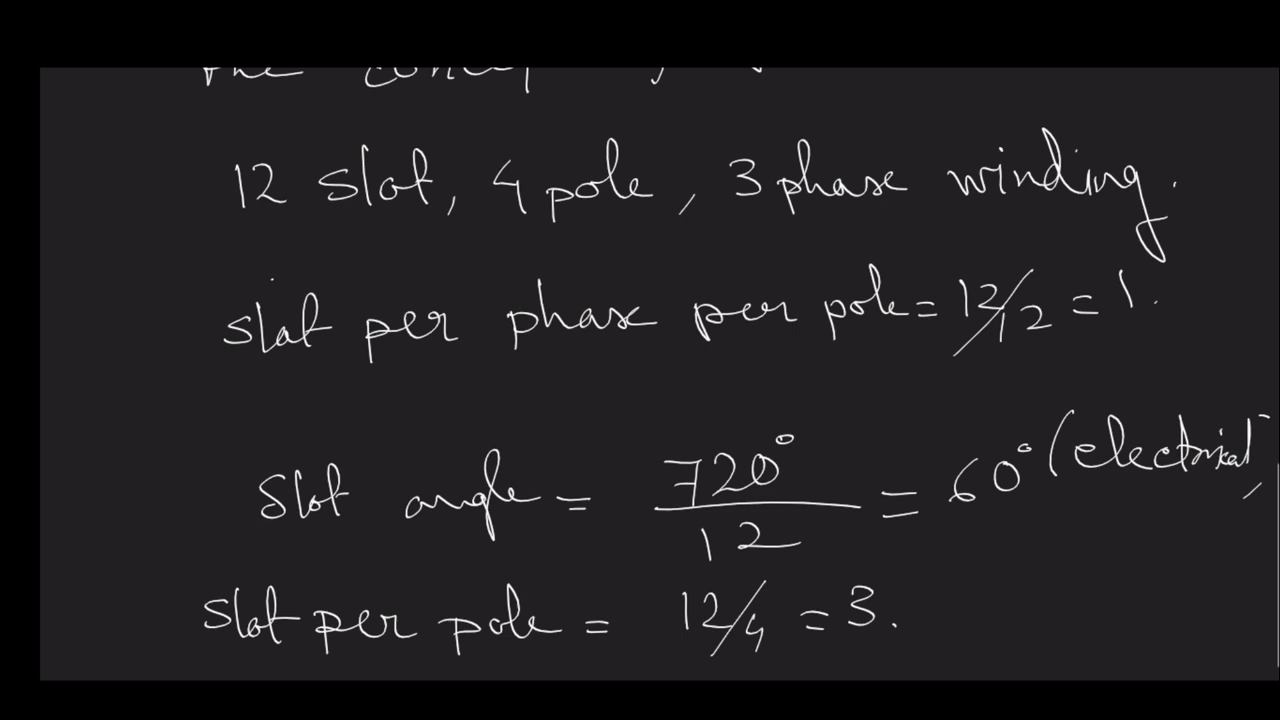 12 slot, 4 pole, 3 phase winding.
slot per phase per pole = 12/12 = 1.
Slot angle = 720°/12 = 60° (electrical)
Slot per pole = 12/4 = 3.